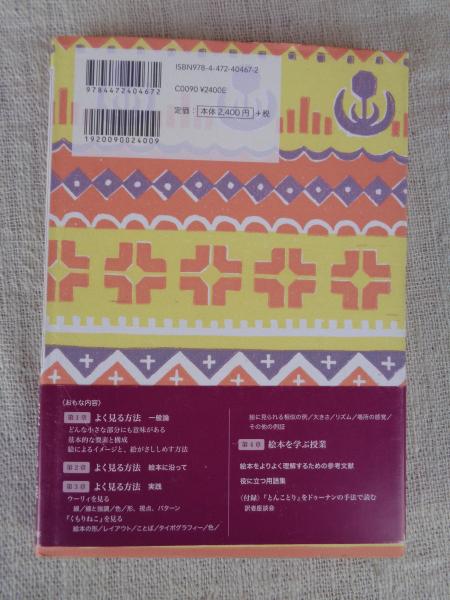 ISBN978-4-472-40467-2
C0090 ¥2400E
定価：本体2,400円＋税
9784472404672
1920090024009
〈おもな内容〉
第1章 よく見る方法 一般論
どんな小さな部分にも意味がある
基本的な要素と構成
絵によるイメージと、絵がさししめす方法
第2章 よく見る方法 絵本に沿って
第3章 よく見る方法 実践
ウーリィを見る
線／線と強調／色／形、視点、パターン
『くもりねこ』を見る
絵本の形／レイアウト／ことば／タイポグラフィー／色／
絵に見られる相似の例／大きさ／リズム／場所の感覚／
その他の例証
第4章 絵本を学ぶ授業
絵本をよりよく理解するための参考文献
役に立つ用語集
〈付録〉『とんことり』をドゥーナンの手法で読む
訳者座談会